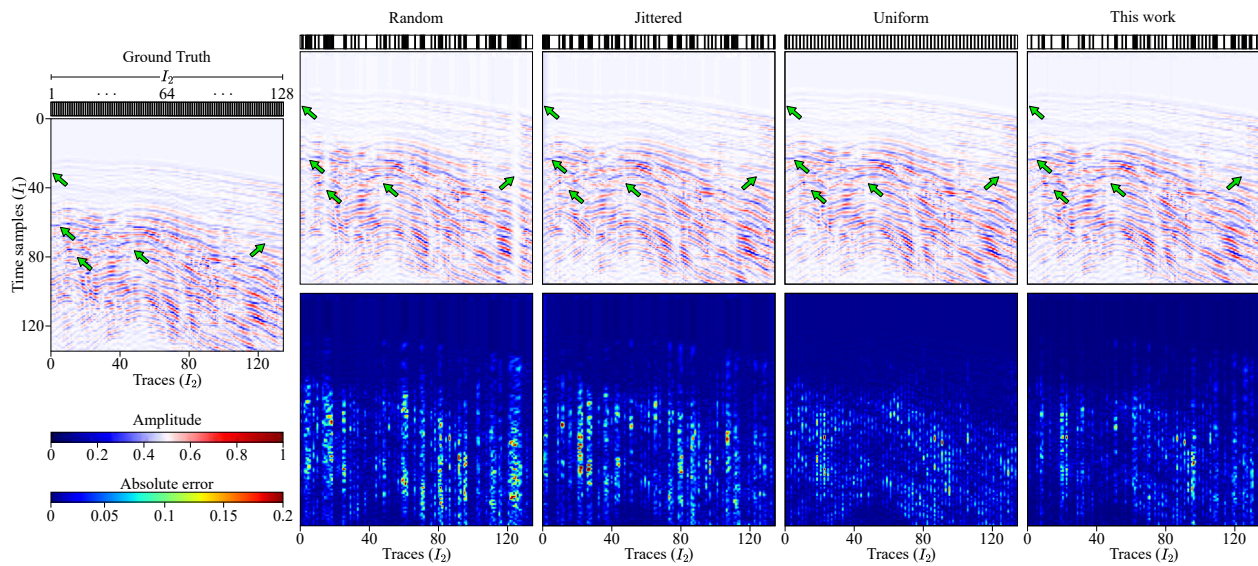 Random
Jittered
Uniform
This work
Ground Truth
I₂
1 ... 64 ... 128
0
40
80
120
Time samples (I₁)
0 40 80 120
Traces (I₂)
Amplitude
0 0.2 0.4 0.6 0.8 1
Absolute error
0 0.05 0.1 0.15 0.2
0 40 80 120
Traces (I₂)
0 40 80 120
Traces (I₂)
0 40 80 120
Traces (I₂)
0 40 80 120
Traces (I₂)